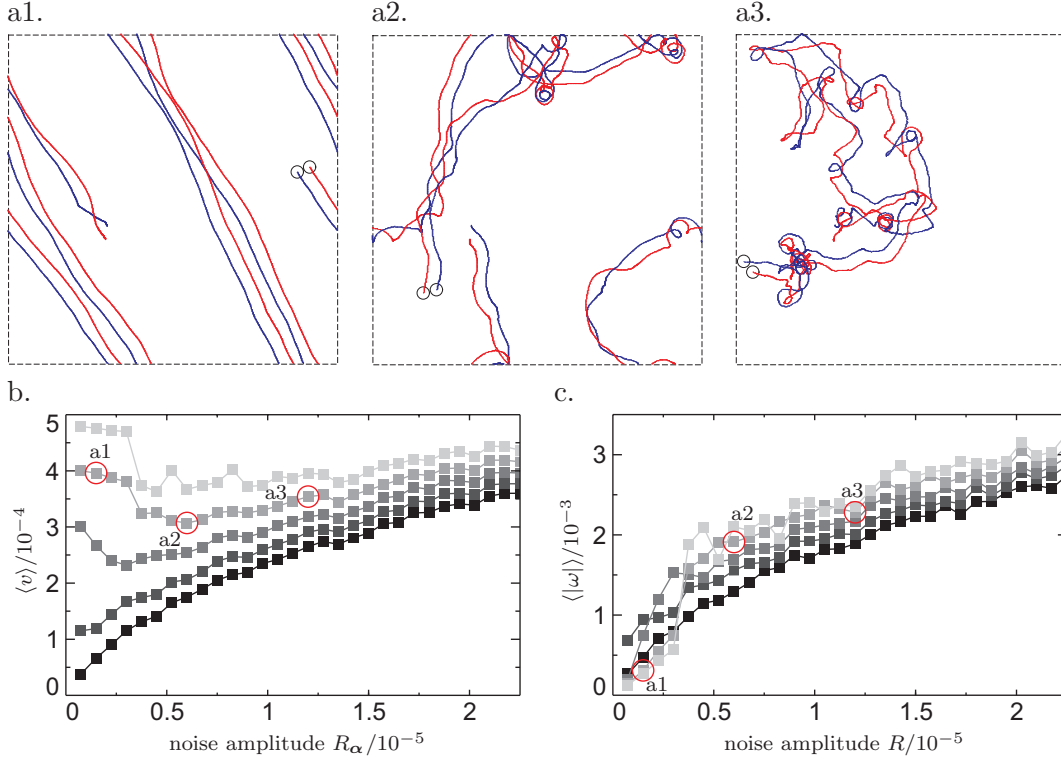 a1. a2. a3.
b. c.
5
4
3
2
1
0
⟨v⟩/10⁻⁴
a1
a2
a3
0 0.5 1 1.5 2
noise amplitude R_α/10⁻⁵
3
2
1
0
⟨|ω|⟩/10⁻³
a1
a2
a3
0 0.5 1 1.5 2
noise amplitude R/10⁻⁵